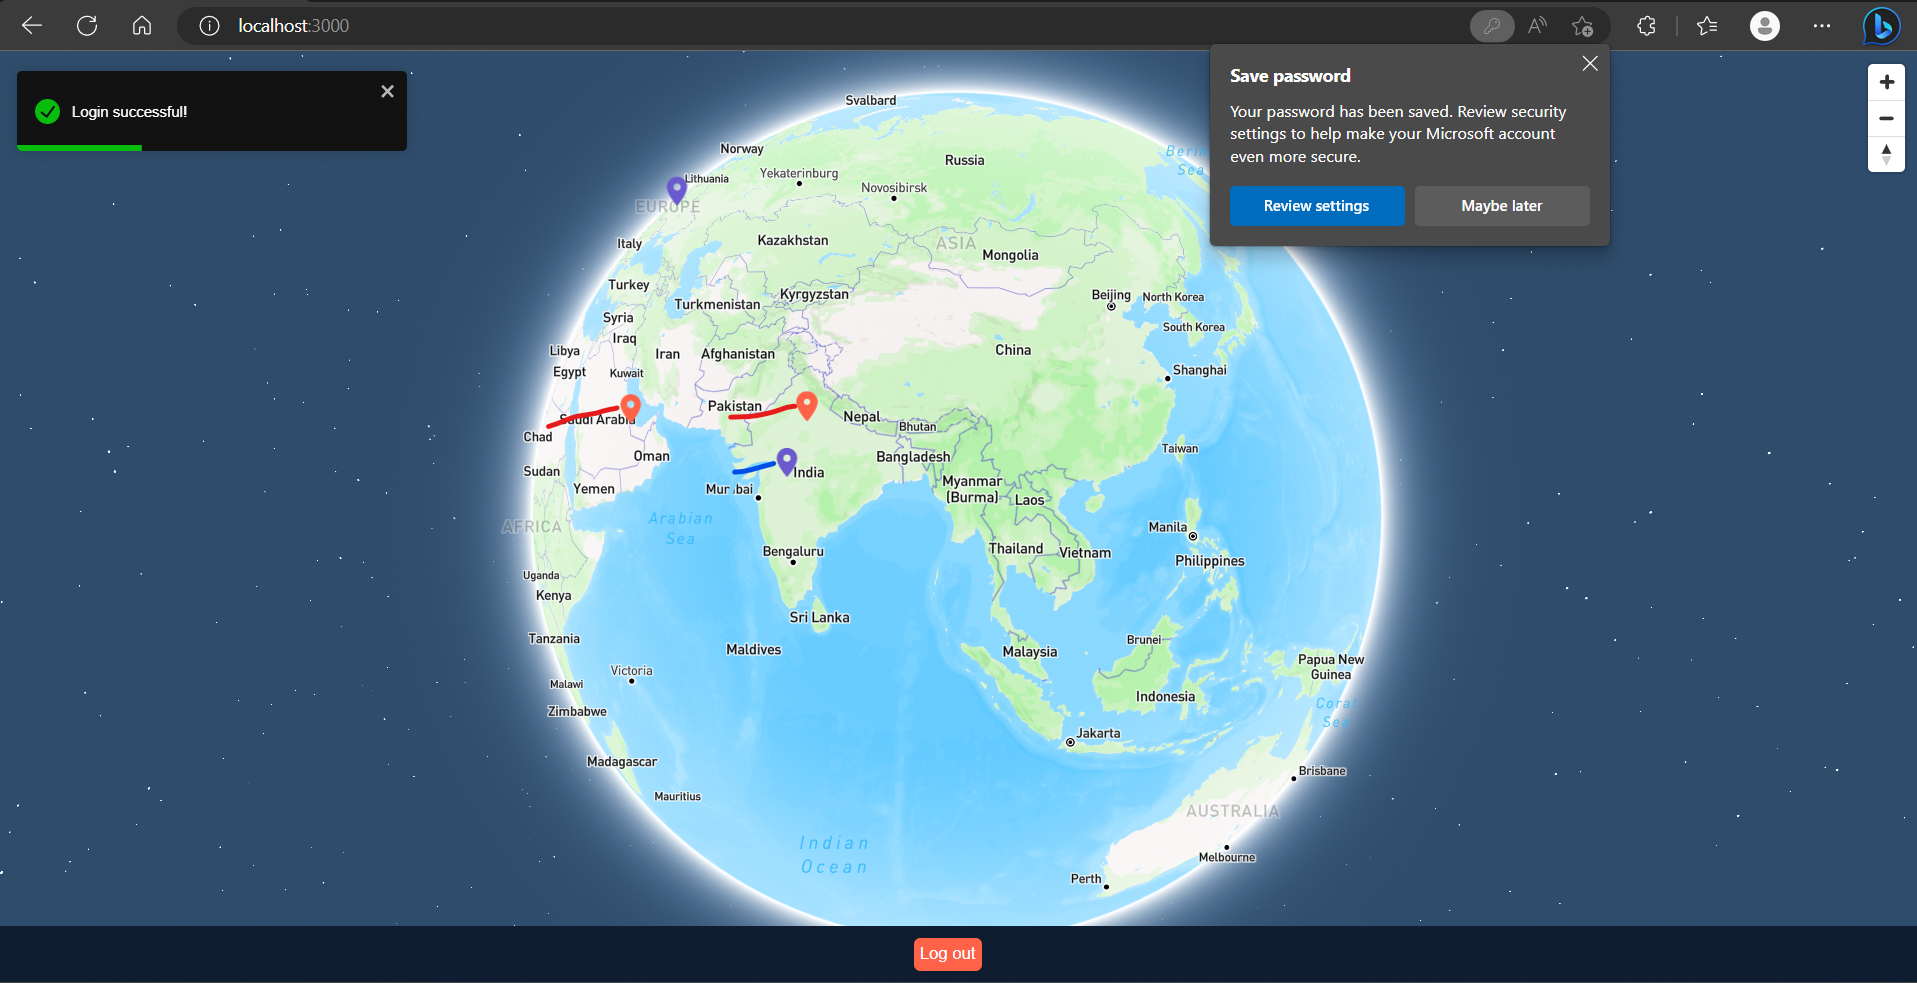 localhost:3000
Login successful!
Save password
Your password has been saved. Review security
settings to help make your Microsoft account
even more secure.
Review settings
Maybe later
Svalbard
Norway
Russia
Lithuania
Yekaterinburg
Novosibirsk
EUROPE
Italy
Kazakhstan
ASIA
Mongolia
Turkey
Turkmenistan
Kyrgyzstan
Beijing
North Korea
Syria
South Korea
Iraq
Libya
Iran
Afghanistan
China
Egypt
Kuwait
Shanghai
Pakistan
Saudi Arabia
Nepal
Bhutan
Chad
Taiwan
Oman
Bangladesh
Sudan
India
Yemen
Mumbai
Myanmar
(Burma)
Laos
AFRICA
Arabian
Sea
Manila
Bengaluru
Thailand
Vietnam
Philippines
Uganda
Kenya
Sri Lanka
Tanzania
Brunei
Maldives
Malaysia
Papua New
Guinea
Victoria
Malawi
Indonesia
Zimbabwe
Coral
Sea
Jakarta
Madagascar
Brisbane
Mauritius
AUSTRALIA
Indian
Ocean
Melbourne
Perth
Log out